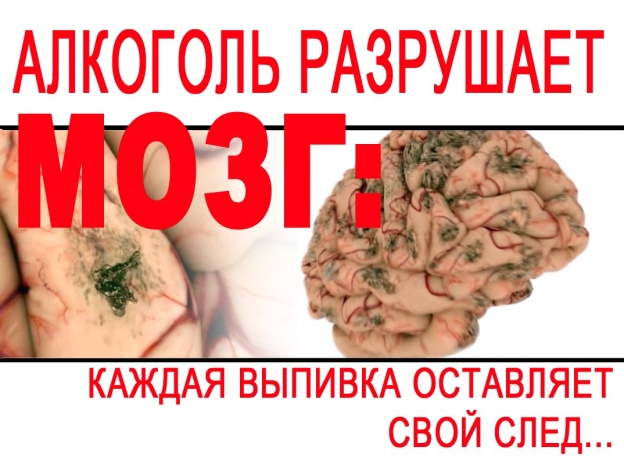 АЛКОГОЛЬ РАЗРУШАЕТ
МОЗГ:
КАЖДАЯ ВЫПИВКА ОСТАВЛЯЕТ
СВОЙ СЛЕД...